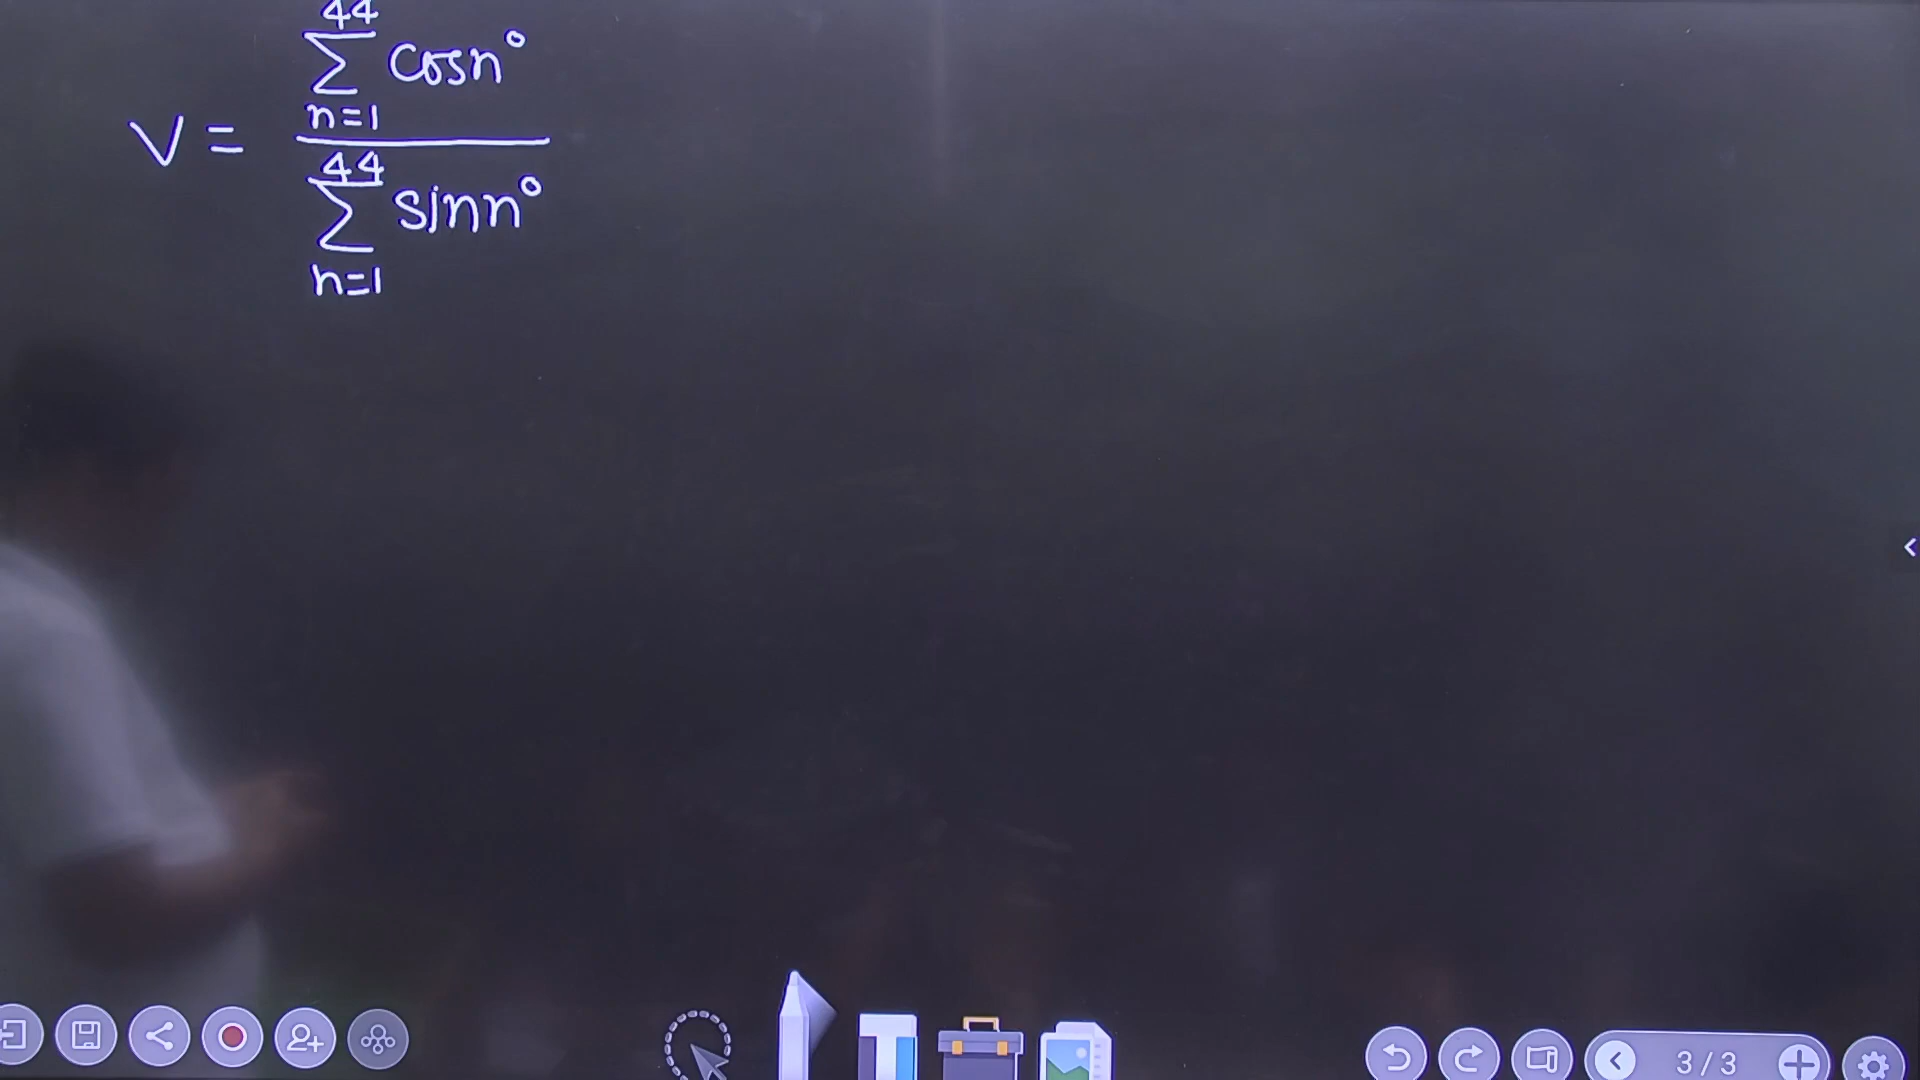 44
∑ cosn°
n=1
V =
44
∑ sinn°
n=1
3/3